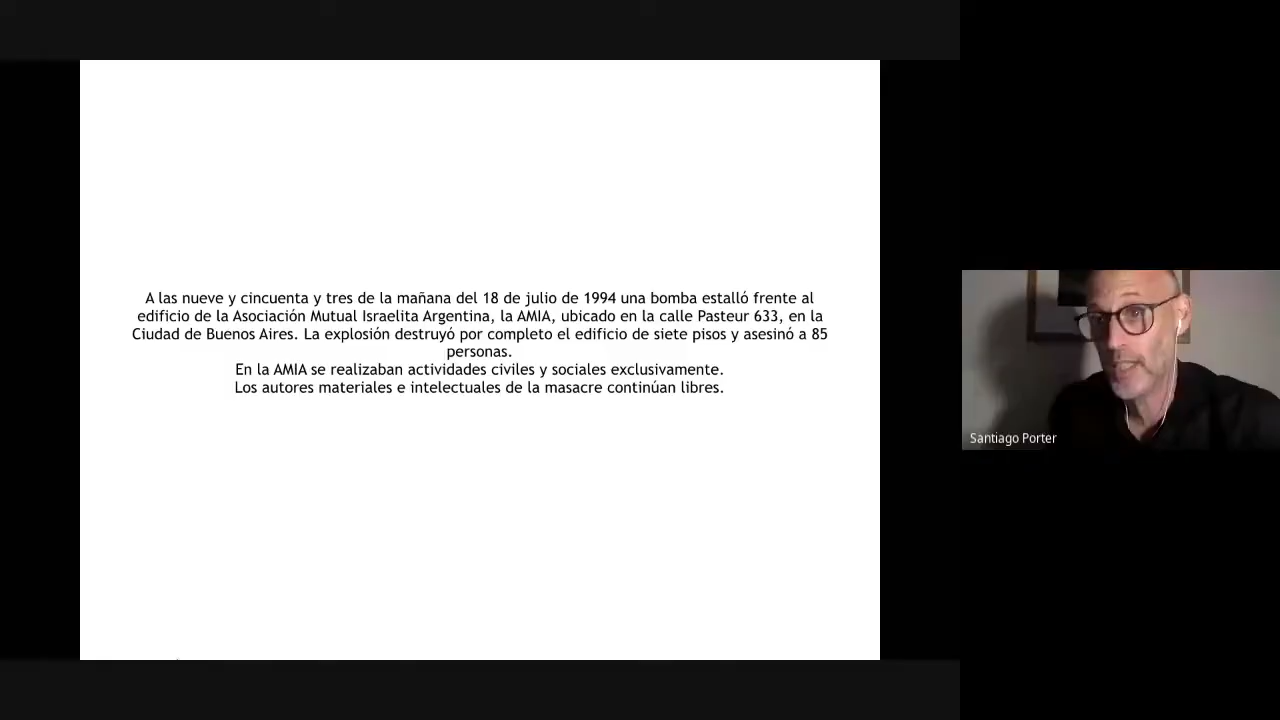 A las nueve y cincuenta y tres de la mañana del 18 de julio de 1994 una bomba estalló frente al
edificio de la Asociación Mutual Israelita Argentina, la AMIA, ubicado en la calle Pasteur 633, en la
Ciudad de Buenos Aires. La explosión destruyó por completo el edificio de siete pisos y asesinó a 85
personas.
En la AMIA se realizaban actividades civiles y sociales exclusivamente.
Los autores materiales e intelectuales de la masacre continúan libres.
Santiago Porter